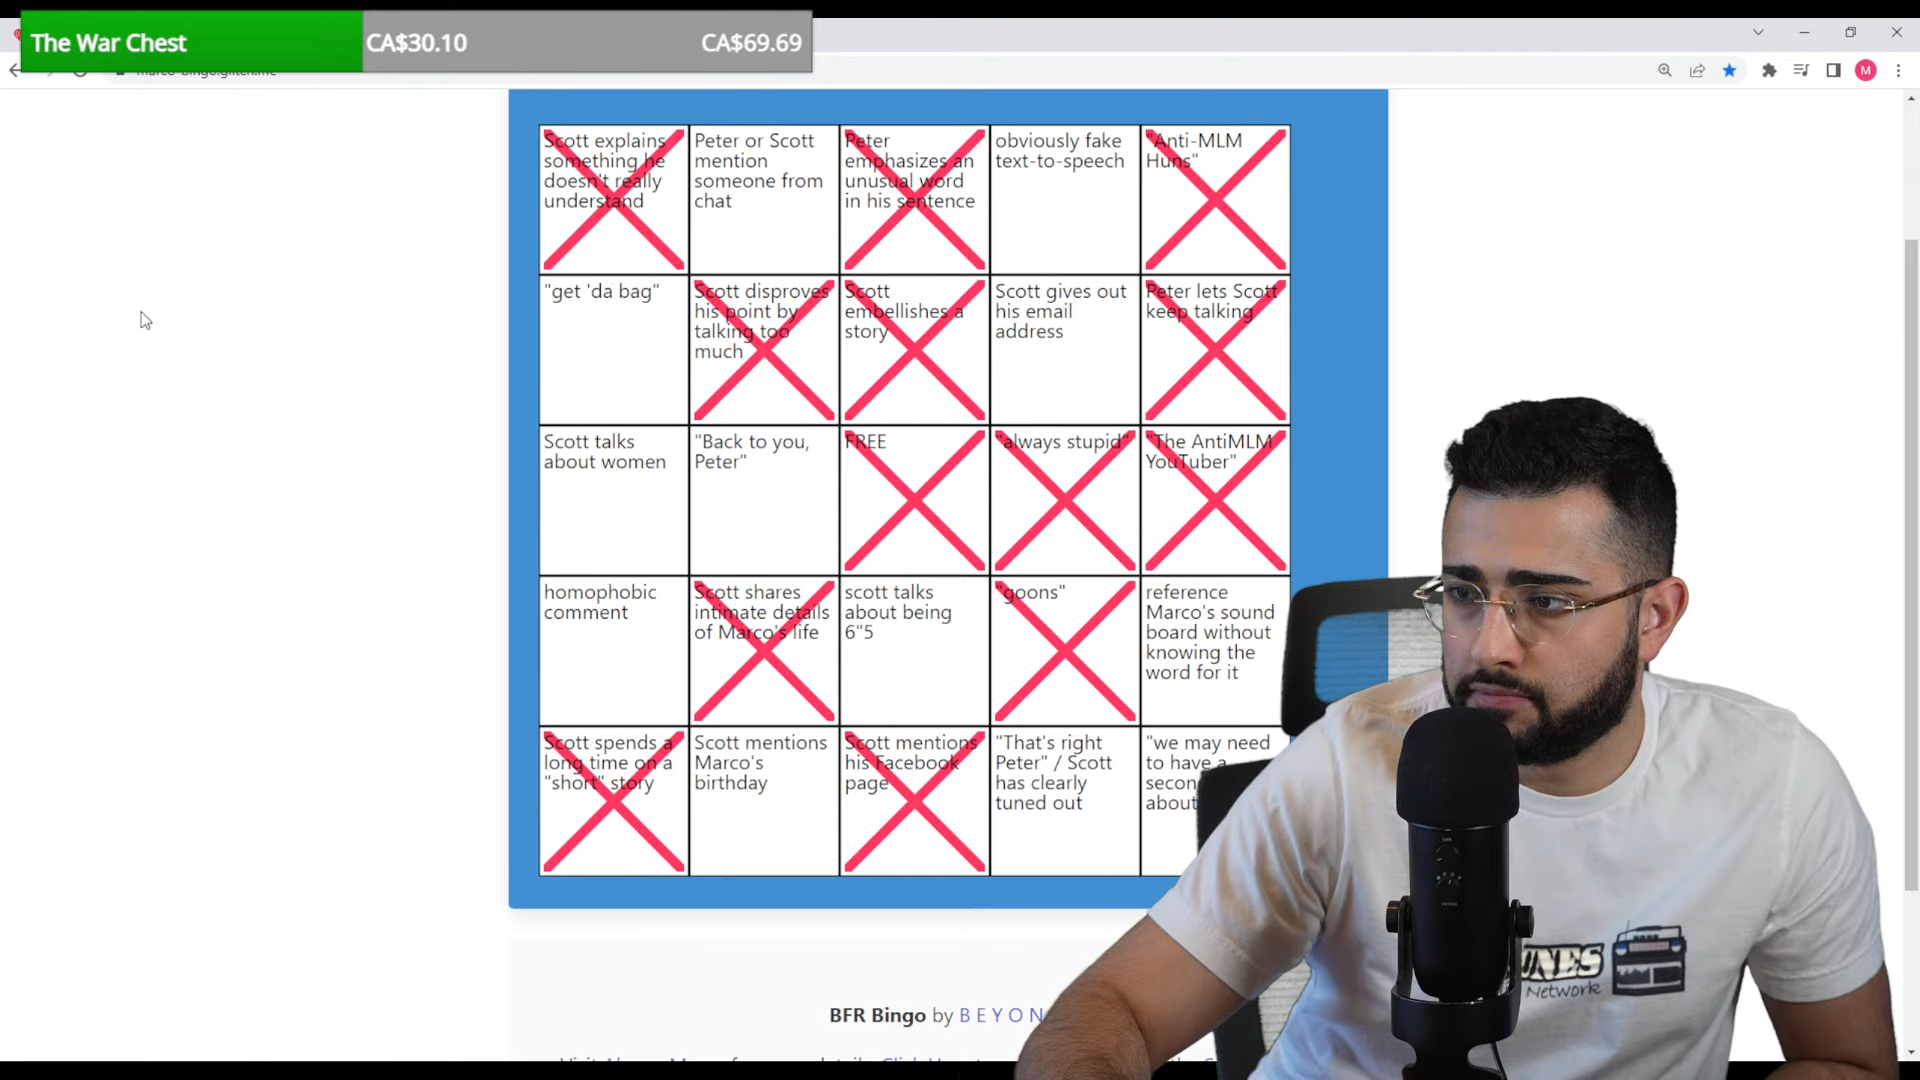 The War Chest
CA$30.10
CA$69.69
M
Scott explains
something he
doesn't really
understand
Peter or Scott
mention
someone from
chat
Peter
emphasizes an
unusual word
in his sentence
obviously fake
text-to-speech
"Anti-MLM
Huns"
"get 'da bag"
Scott disproves
his point by
talking too
much
Scott
embellishes a
story
Scott gives out
his email
address
Peter lets Scott
keep talking
Scott talks
about women
"Back to you,
Peter"
FREE
"always stupid"
"The AntiMLM
YouTuber"
homophobic
comment
Scott shares
intimate details
of Marco's life
scott talks
about being
6"5
"goons"
reference
Marco's sound
board without
knowing the
word for it
Scott spends a
long time on a
"short" story
Scott mentions
Marco's
birthday
Scott mentions
his Facebook
page
"That's right
Peter" / Scott
has clearly
tuned out
"we may need
to have a
secon
about
UNES
Network
BFR Bingo by B E Y O N